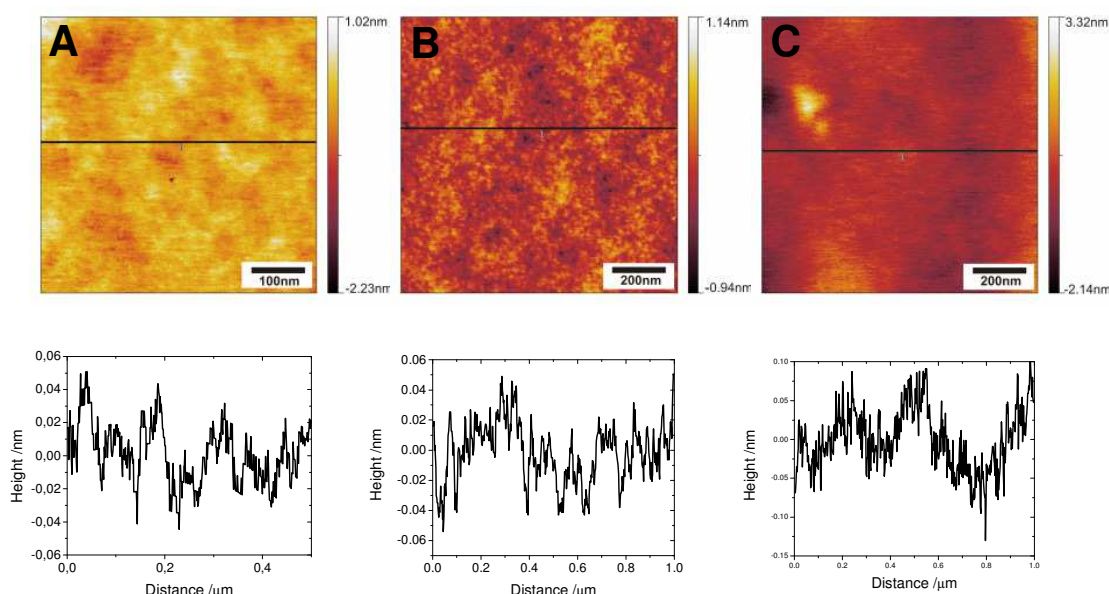 A
1.02nm
-2.23nm
100nm
B
1.14nm
-0.94nm
200nm
C
3.32nm
-2.14nm
200nm
0,06
0,04
0,02
0,00
-0,02
-0,04
-0,06
0,0
0,2
0,4
Height /nm
Distance /μm
0.06
0.04
0.02
0.00
-0.02
-0.04
-0.06
0.0
0.2
0.4
0.6
0.8
1.0
Height /nm
Distance /μm
0.10
0.05
0.00
-0.05
-0.10
-0.15
0.0
0.2
0.4
0.6
0.8
1.0
Height /nm
Distance /μm